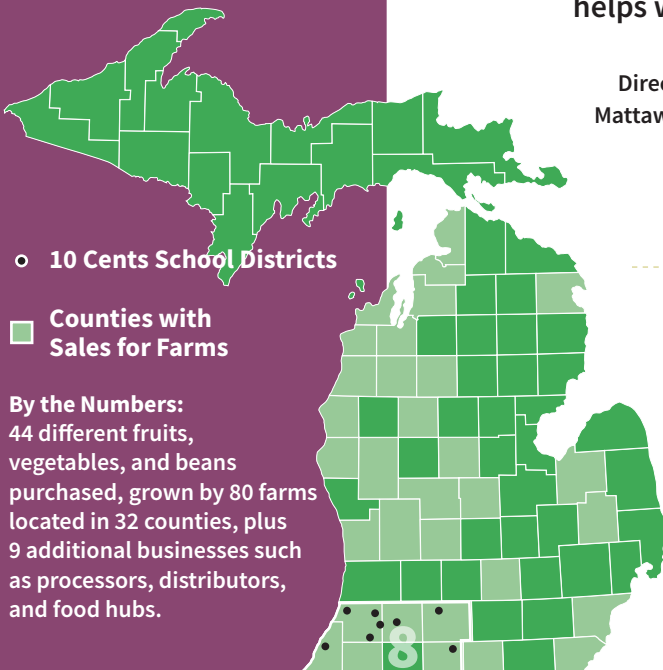 helps
Mattaw
10 Cents School Districts
Counties with
Sales for Farms
By the Numbers:
44 different fruits,
vegetables, and beans
purchased, grown by 80 farms
located in 32 counties, plus
9 additional businesses such
as processors, distributors,
and food hubs.
8